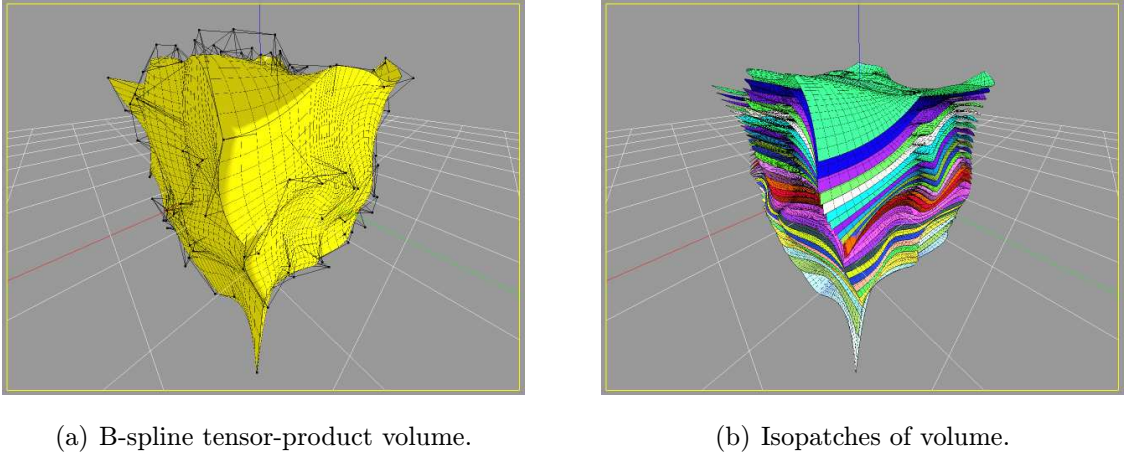 (a) B-spline tensor-product volume.
(b) Isopatches of volume.